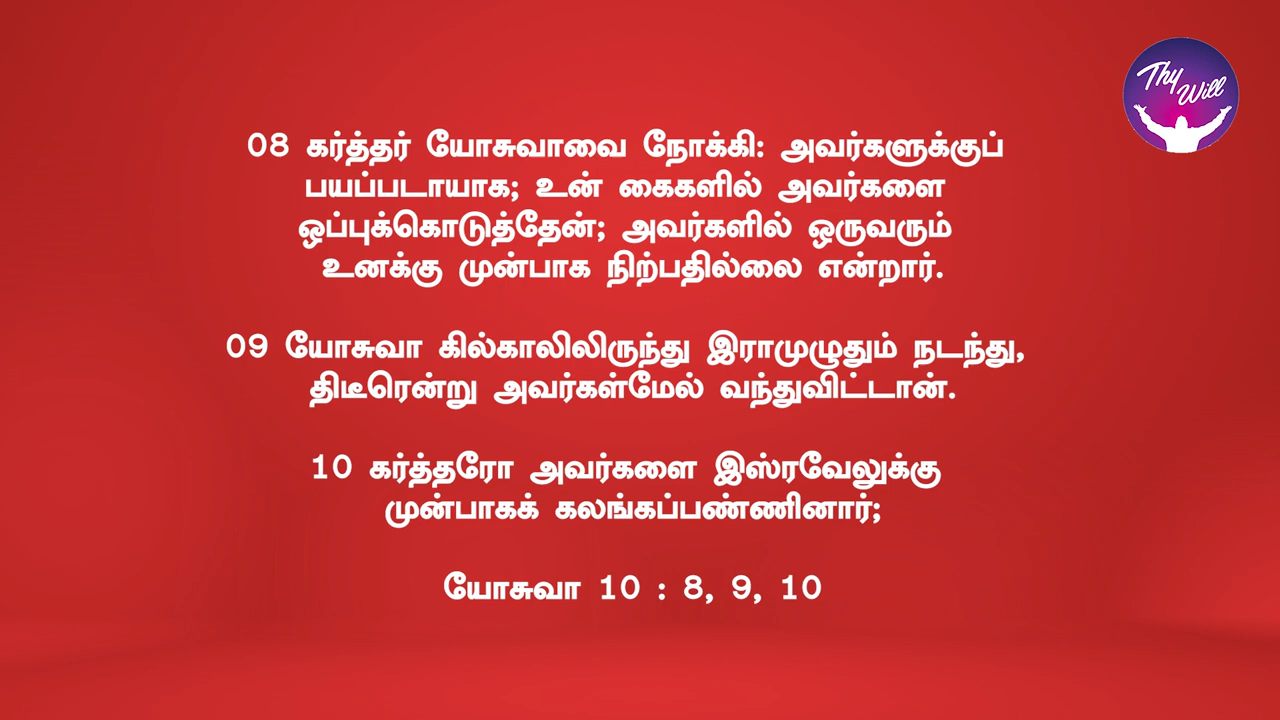 Thy
Will
08 கர்த்தர் யோசுவாவை நோக்கி: அவர்களுக்குப்
பயப்படாயாக; உன் கைகளில் அவர்களை
ஒப்புக்கொடுத்தேன்; அவர்களில் ஒருவரும்
உனக்கு முன்பாக நிற்பதில்லை என்றார்.
09 யோசுவா கில்காலிலிருந்து இராமுழுதும் நடந்து,
திடீரென்று அவர்கள்மேல் வந்துவிட்டான்.
10 கர்த்தரோ அவர்களை இஸ்ரவேலுக்கு
முன்பாகக் கலங்கப்பண்ணினார்;
யோசுவா 10 : 8, 9, 10